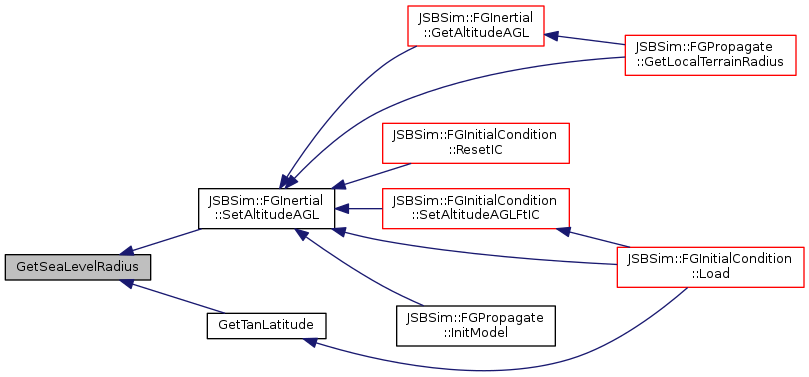 JSBSim::FGInertial
::GetAltitudeAGL
JSBSim::FGPropagate
::GetLocalTerrainRadius
JSBSim::FGInitialCondition
::ResetIC
JSBSim::FGInertial
::SetAltitudeAGL
JSBSim::FGInitialCondition
::SetAltitudeAGLFtIC
GetSeaLevelRadius
JSBSim::FGInitialCondition
::Load
GetTanLatitude
JSBSim::FGPropagate
::InitModel